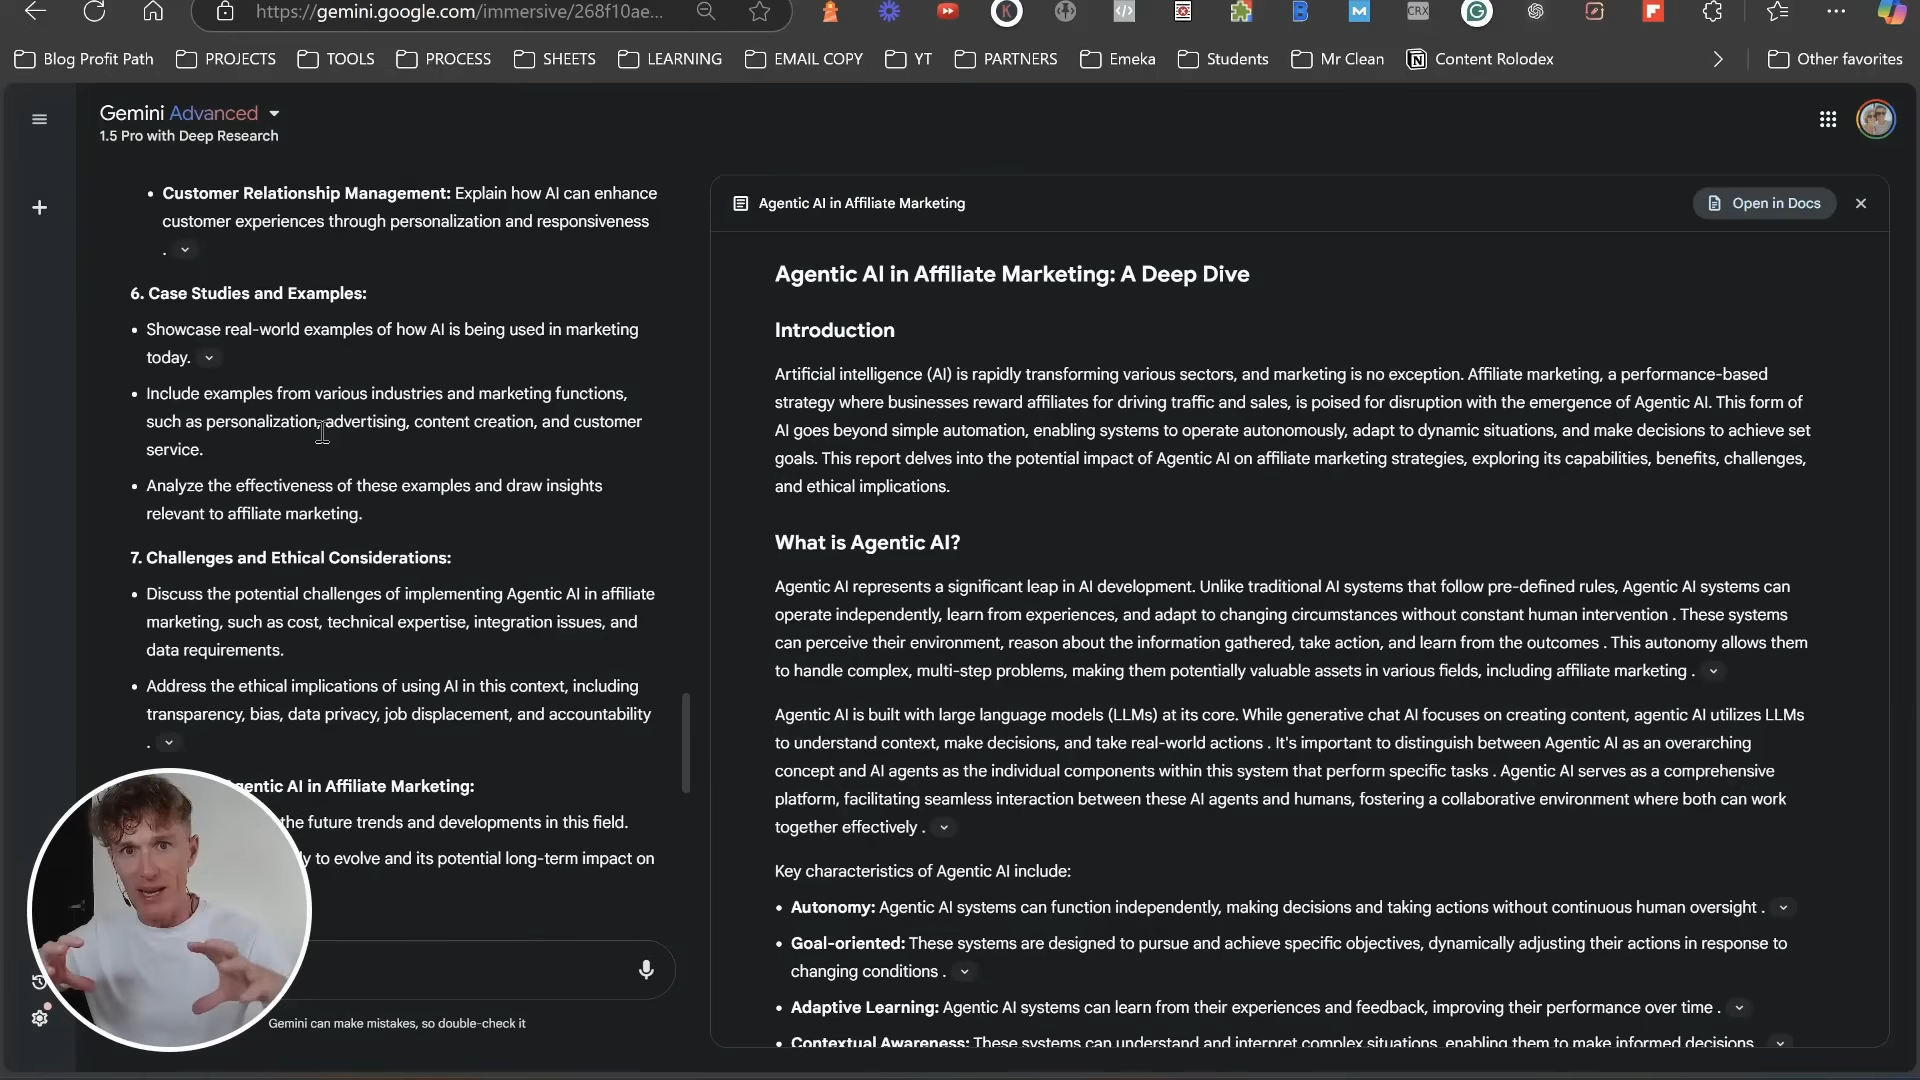 https://gemini.google.com/immersive/268f10ae...
Blog Profit Path
PROJECTS
TOOLS
PROCESS
SHEETS
LEARNING
EMAIL COPY
YT
PARTNERS
Emeka
Students
Mr Clean
Content Rolodex
Other favorites
Gemini Advanced
1.5 Pro with Deep Research
• Customer Relationship Management: Explain how AI can enhance
customer experiences through personalization and responsiveness
.
6. Case Studies and Examples:
• Showcase real-world examples of how AI is being used in marketing
today.
• Include examples from various industries and marketing functions,
such as personalization, advertising, content creation, and customer
service.
• Analyze the effectiveness of these examples and draw insights
relevant to affiliate marketing.
7. Challenges and Ethical Considerations:
• Discuss the potential challenges of implementing Agentic AI in affiliate
marketing, such as cost, technical expertise, integration issues, and
data requirements.
• Address the ethical implications of using AI in this context, including
transparency, bias, data privacy, job displacement, and accountability
.
AI in Affiliate Marketing:
the future trends and developments in this field.
to evolve and its potential long-term impact on
Gemini can make mistakes, so double-check it
Agentic AI in Affiliate Marketing
Open in Docs
Agentic AI in Affiliate Marketing: A Deep Dive
Introduction
Artificial intelligence (AI) is rapidly transforming various sectors, and marketing is no exception. Affiliate marketing, a performance-based
strategy where businesses reward affiliates for driving traffic and sales, is poised for disruption with the emergence of Agentic AI. This form of
AI goes beyond simple automation, enabling systems to operate autonomously, adapt to dynamic situations, and make decisions to achieve set
goals. This report delves into the potential impact of Agentic AI on affiliate marketing strategies, exploring its capabilities, benefits, challenges,
and ethical implications.
What is Agentic AI?
Agentic AI represents a significant leap in AI development. Unlike traditional AI systems that follow pre-defined rules, Agentic AI systems can
operate independently, learn from experiences, and adapt to changing circumstances without constant human intervention . These systems
can perceive their environment, reason about the information gathered, take action, and learn from the outcomes . This autonomy allows them
to handle complex, multi-step problems, making them potentially valuable assets in various fields, including affiliate marketing .
Agentic AI is built with large language models (LLMs) at its core. While generative chat AI focuses on creating content, agentic AI utilizes LLMs
to understand context, make decisions, and take real-world actions . It's important to distinguish between Agentic AI as an overarching
concept and AI agents as the individual components within this system that perform specific tasks . Agentic AI serves as a comprehensive
platform, facilitating seamless interaction between these AI agents and humans, fostering a collaborative environment where both can work
together effectively .
Key characteristics of Agentic AI include:
• Autonomy: Agentic AI systems can function independently, making decisions and taking actions without continuous human oversight .
• Goal-oriented: These systems are designed to pursue and achieve specific objectives, dynamically adjusting their actions in response to
changing conditions .
• Adaptive Learning: Agentic AI systems can learn from their experiences and feedback, improving their performance over time .
• Contextual Awareness: These systems can understand and interpret complex situations, enabling them to make informed decisions